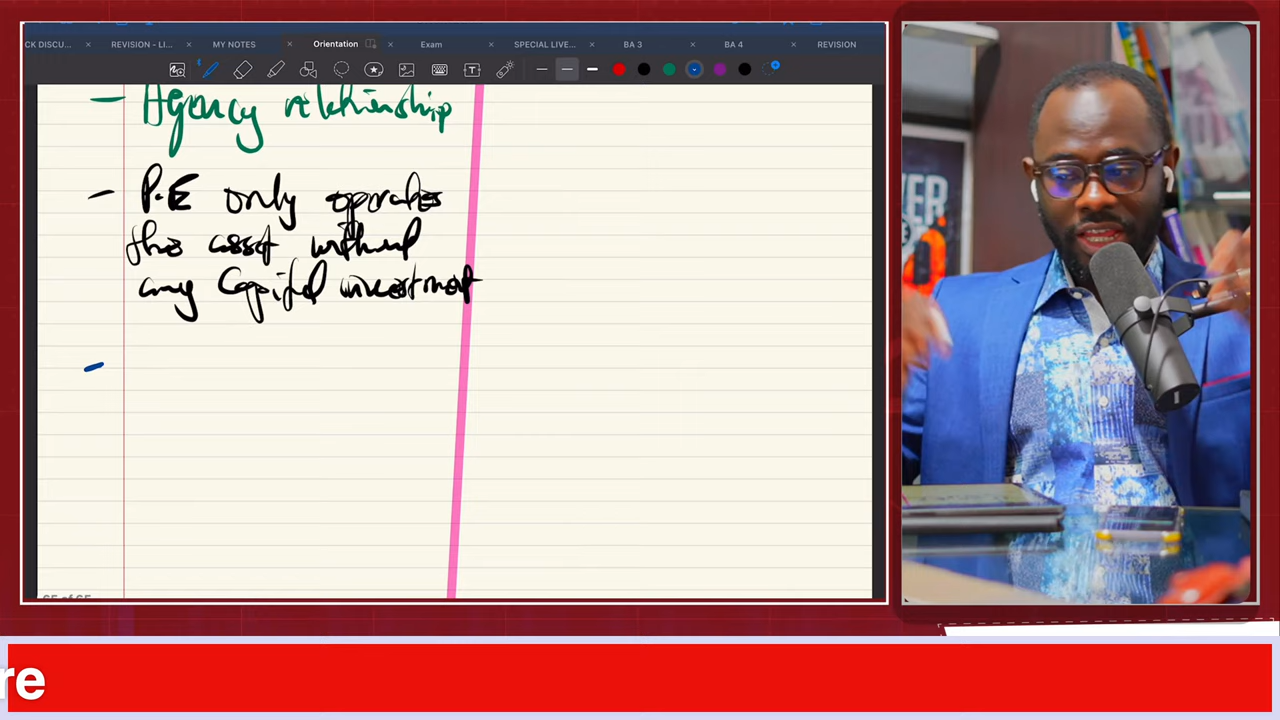 CK DISCU...
REVISION - LI...
MY NOTES
Orientation
Exam
SPECIAL LIVE...
BA 3
BA 4
REVISION
- Agency relationship
- P.E only operates
the asset without
any Capital investment
-
re